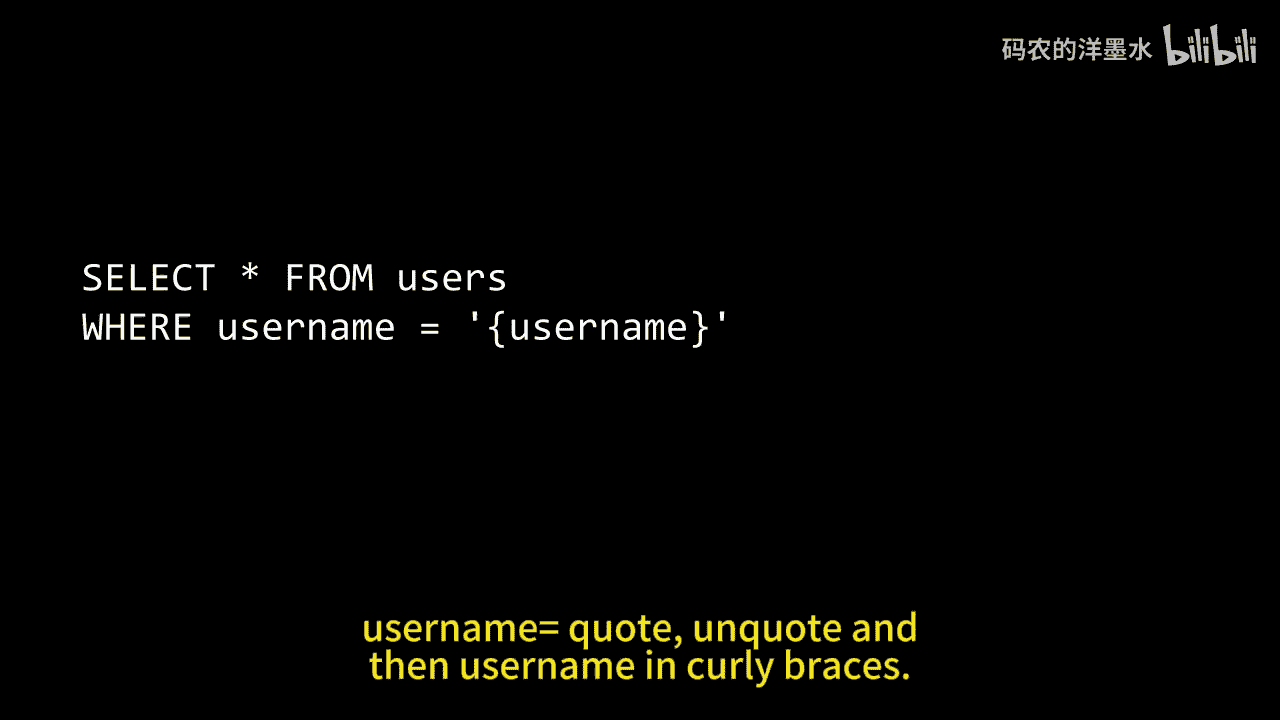 码农的洋墨水 bilibili
SELECT * FROM users
WHERE username = '{username}'
username= quote, unquote and
then username in curly braces.